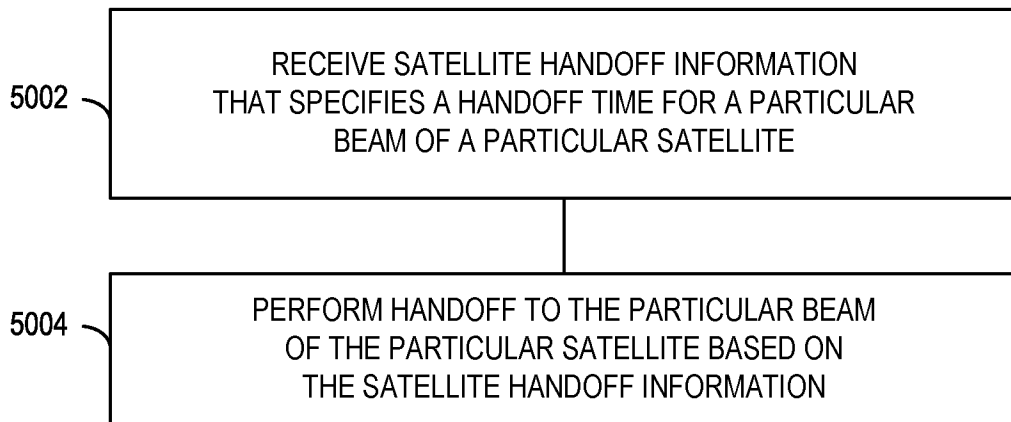 5002
RECEIVE SATELLITE HANDOFF INFORMATION
THAT SPECIFIES A HANDOFF TIME FOR A PARTICULAR
BEAM OF A PARTICULAR SATELLITE
5004
PERFORM HANDOFF TO THE PARTICULAR BEAM
OF THE PARTICULAR SATELLITE BASED ON
THE SATELLITE HANDOFF INFORMATION